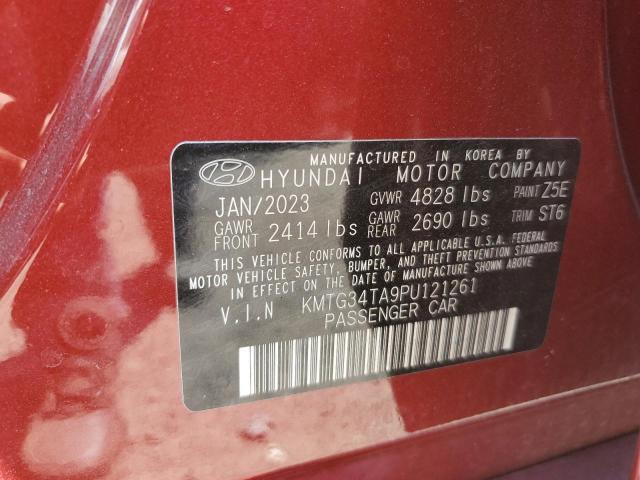 MANUFACTURED IN KOREA BY
HYUNDAI MOTOR COMPANY
JAN/2023 GVWR 4828 lbs PAINT Z5E
GAWR FRONT 2414 lbs GAWR REAR 2690 lbs TRIM ST6
THIS VEHICLE CONFORMS TO ALL APPLICABLE U.S.A. FEDERAL
MOTOR VEHICLE SAFETY, BUMPER, AND THEFT PREVENTION STANDARDS
IN EFFECT ON THE DATE OF MANUFACTURE SHOWN ABOVE.
V.I.N KMTG34TA9PU121261
PASSENGER CAR